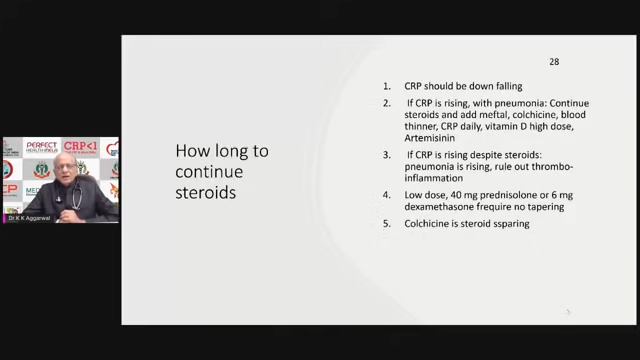 28
How long to
continue
steroids
1. CRP should be down falling
2. If CRP is rising, with pneumonia: Continue
steroids and add meftal, colchicine, blood
thinner, CRP daily, vitamin D high dose,
Artemisinin
3. If CRP is rising despite steroids:
pneumonia is rising, rule out thrombo-
inflammation
4. Low dose, 40 mg prednisolone or 6 mg
dexamethasone frequire no tapering
5. Colchicine is steroid ssparing
PERFECT
HEALTH
CRP<1
Dr K K Aggarwal